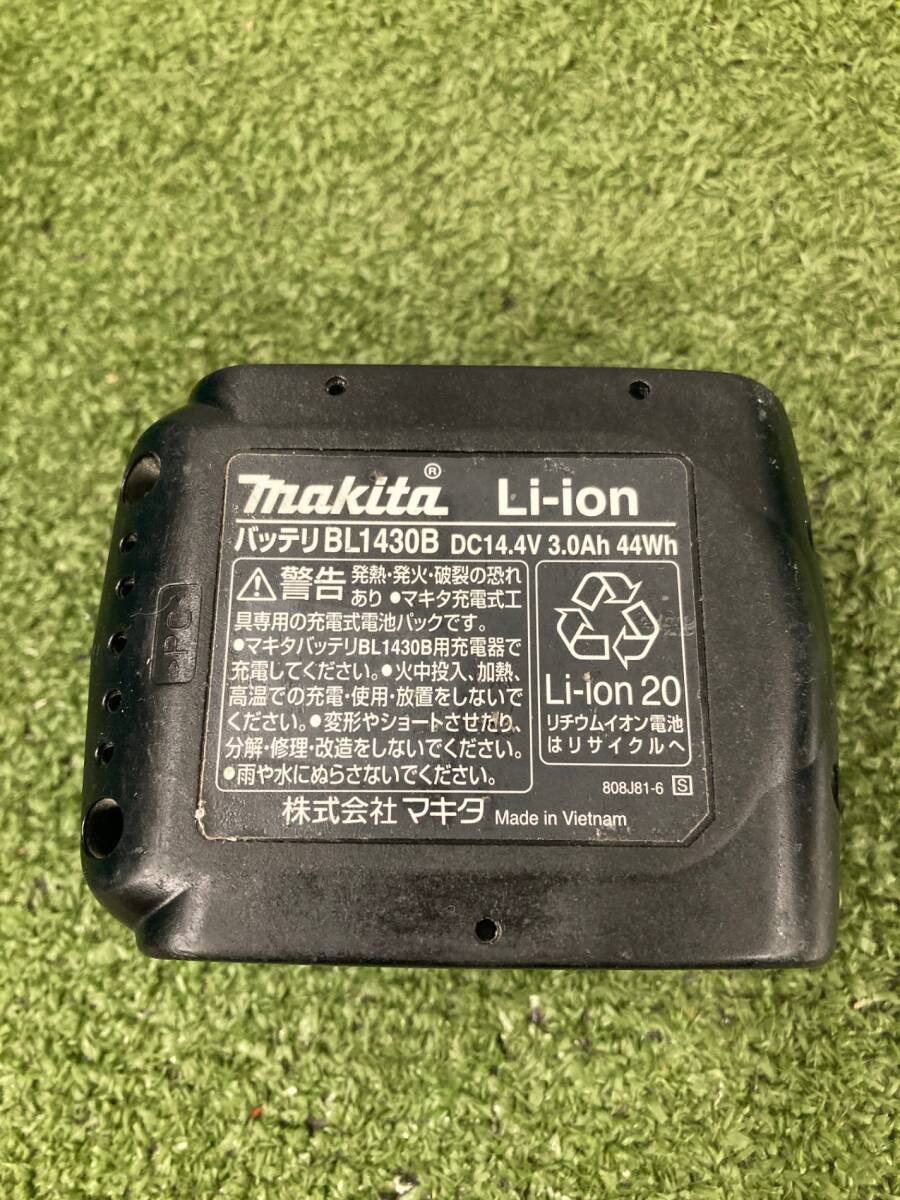 makita® Li-ion
バッテリ BL1430B DC14.4V 3.0Ah 44Wh
警告 発熱・発火・破裂の恐れ
あり ●マキタ充電式工
具専用の充電式電池パックです。
●マキタバッテリBL1430B用充電器で
充電してください。●火中投入、加熱、
高温での充電・使用・放置をしないで
ください。●変形やショートさせたり、
分解・修理・改造をしないでください。
●雨や水にぬらさないでください。
Li-ion 20
リチウムイオン電池
はリサイクルへ
808J81-6 S
株式会社 マキタ Made in Vietnam
>PC<